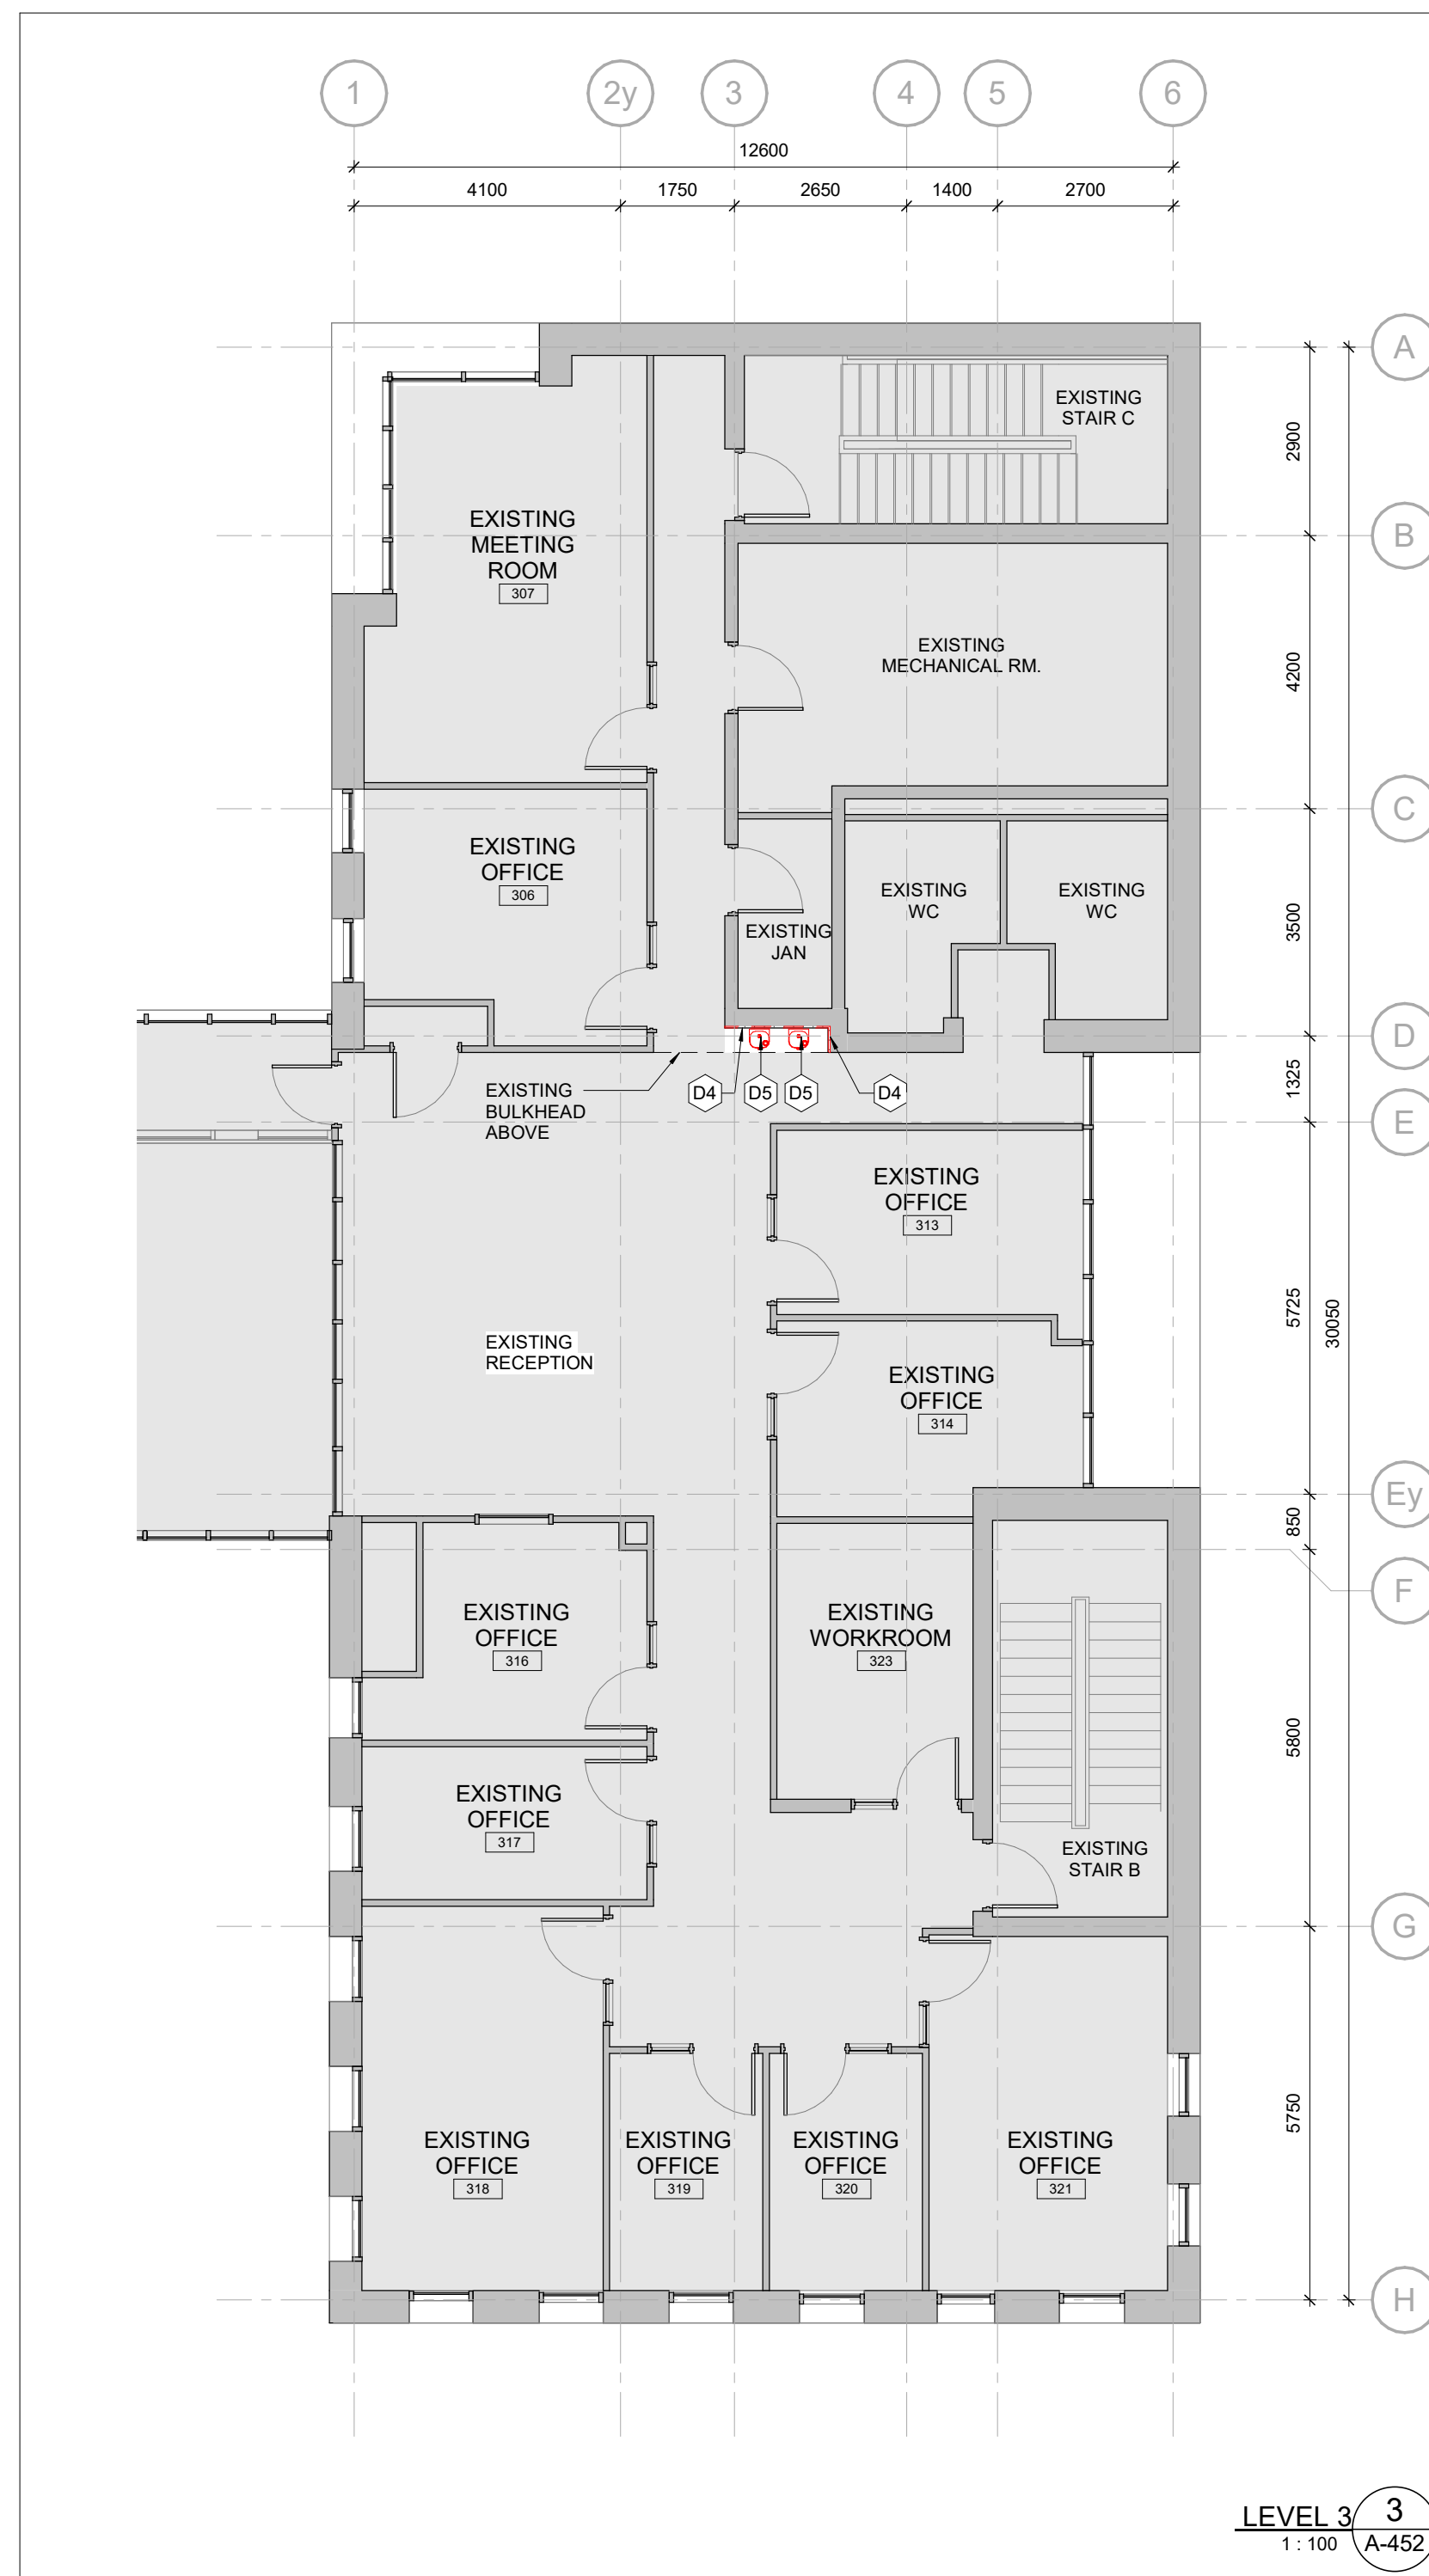 1 2y 3 4 5 6
12600
4100 1750 2650 1400 2700
A
EXISTING
STAIR C
2900
EXISTING
MEETING
ROOM
307
B
EXISTING
MECHANICAL RM.
4200
C
EXISTING
OFFICE
306
EXISTING
WC
EXISTING
WC
EXISTING
JAN
3500
D
EXISTING
BULKHEAD
ABOVE
D4 D5 D5 D4
1325
E
EXISTING
OFFICE
313
5725
30050
EXISTING
RECEPTION
EXISTING
OFFICE
314
Ey
850
F
EXISTING
OFFICE
316
EXISTING
WORKROOM
323
5800
EXISTING
OFFICE
317
EXISTING
STAIR B
G
5750
EXISTING
OFFICE
318
EXISTING
OFFICE
319
EXISTING
OFFICE
320
EXISTING
OFFICE
321
H
LEVEL 3
1 : 100
3
A-452